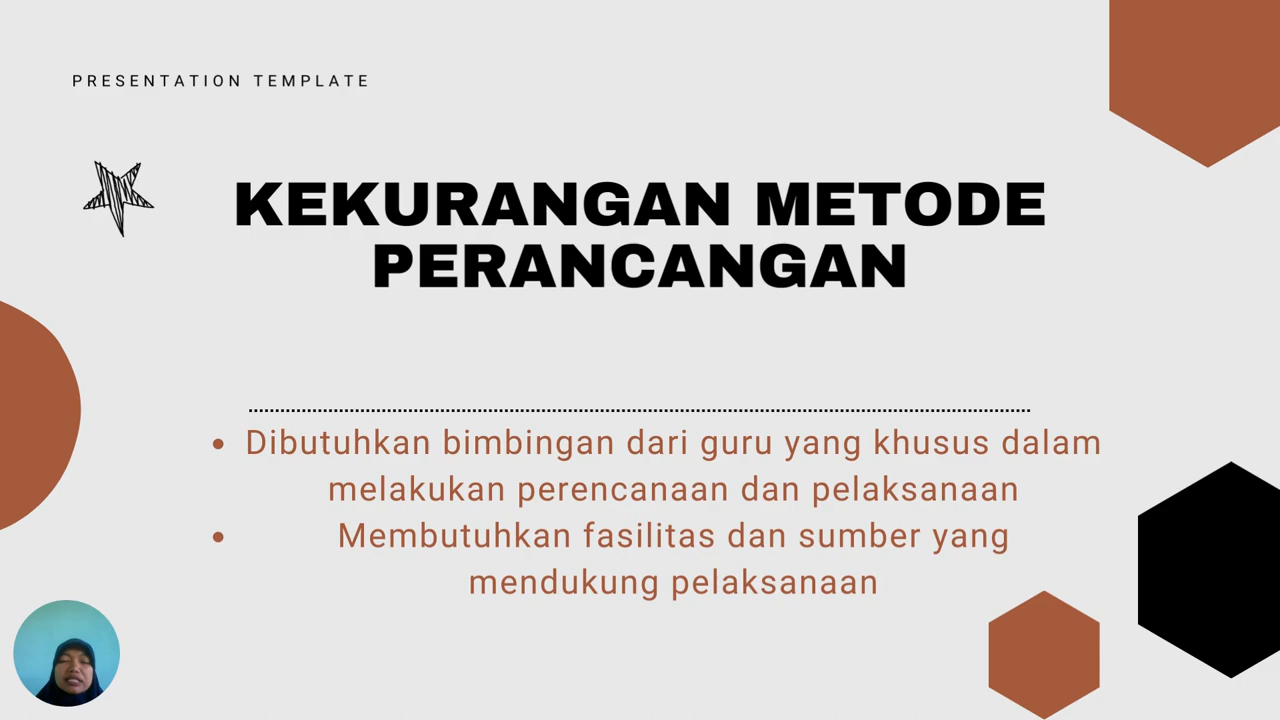 PRESENTATION TEMPLATE
KEKURANGAN METODE
PERANCANGAN
• Dibutuhkan bimbingan dari guru yang khusus dalam
melakukan perencanaan dan pelaksanaan
• Membutuhkan fasilitas dan sumber yang
mendukung pelaksanaan